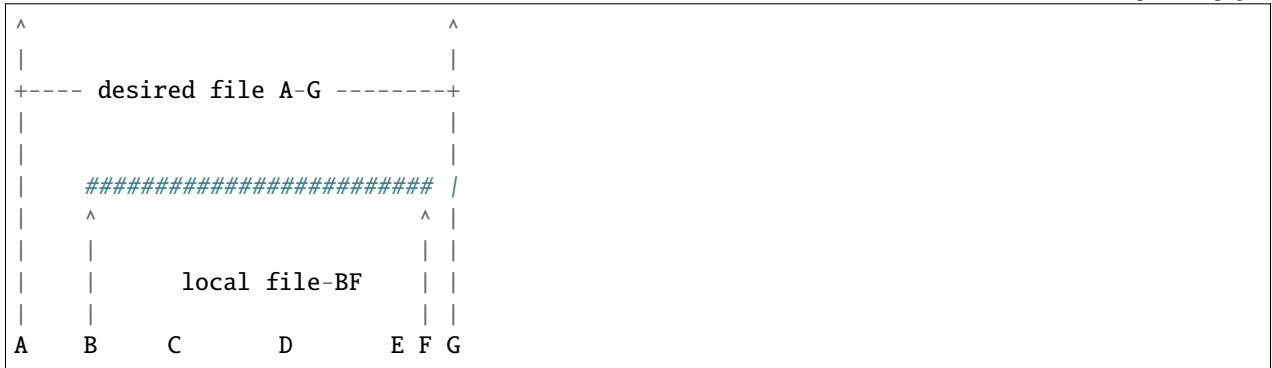 ^                              ^
|                              |
+---- desired file A-G --------+
|                              |
|                              |
|    ######################### |
|    ^                       ^ |
|    |                       | |
|    |      local file-BF    | |
|    |                       | |
A    B     C       D       E F G